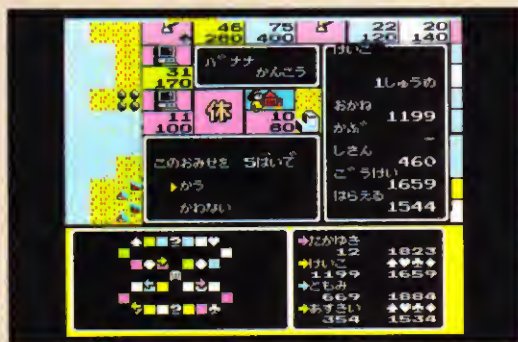 46 75 22 20
260 400 120 140
31
170
11 休 10
100 80
バナナ
かんこう
けいこ
1しゅうめ
おかね
1199
かぶ
-
しさん
460
ごうけい
1659
はらえる
1544
このおみせを 5ばいで
▶かう
かわない
♠ ? ♥
♦ ♣
?
➡たかゆき
12 1823
➡けいこ ♠♥♣♦
1199 1659
➡ともみ
669 1884
➡あずさい ♠♥♣♦
354 1534